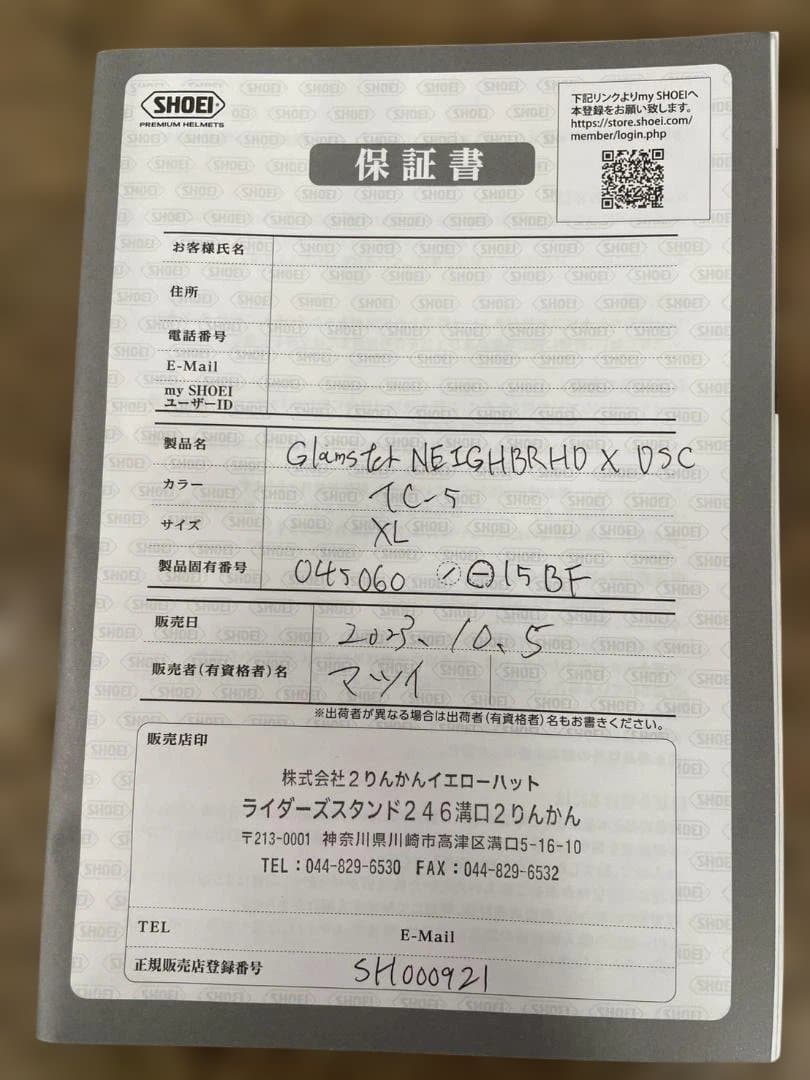 SHOEI
PREMIUM HELMETS
下記リンクよりmy SHOEIへ
本登録をお願い致します。
https://store.shoei.com/
member/login.php
保証書
お客様氏名
住所
電話番号
E-Mail
my SHOEI
ユーザーID
製品名 Glamster NEIGHBRHD X DSC
カラー TC-5
サイズ XL
製品固有番号 045060 15BF
販売日 2023、10、5
販売者(有資格者)名 マツイ
※出荷者が異なる場合は出荷者(有資格者)名もお書きください。
販売店印
株式会社2りんかんイエローハット
ライダーズスタンド246溝口2りんかん
〒213-0001 神奈川県川崎市高津区溝口5-16-10
TEL:044-829-6530 FAX:044-829-6532
TEL E-Mail
正規販売店登録番号 SH000921